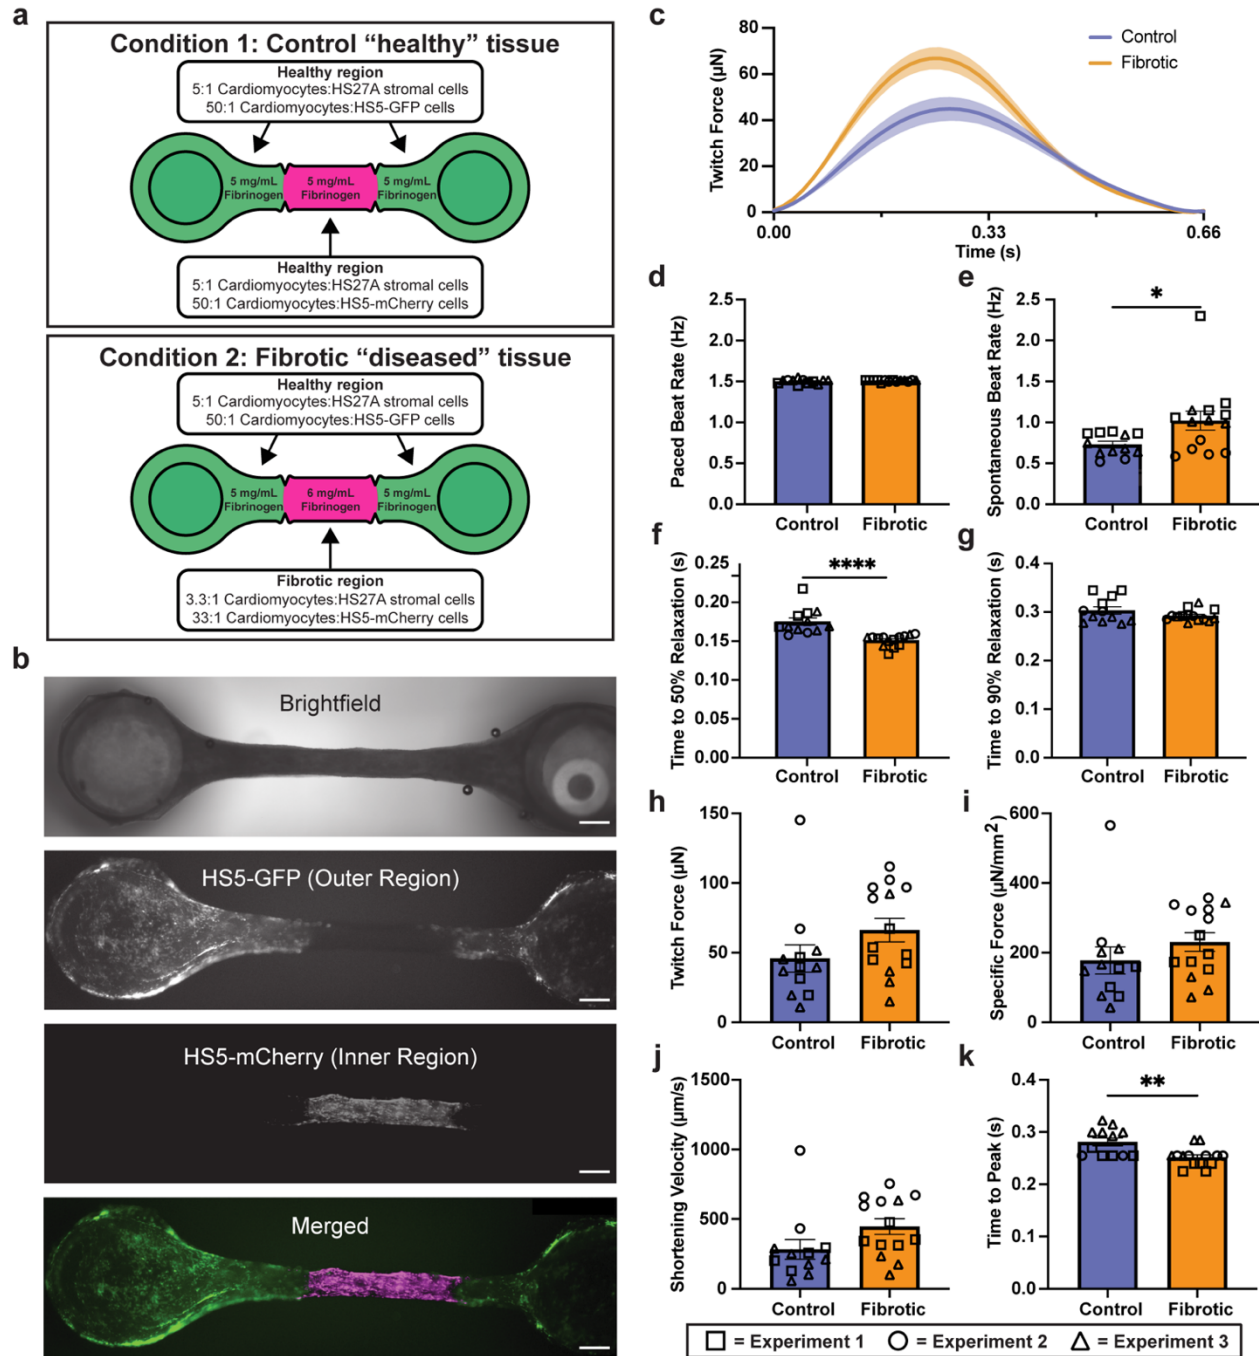 a
Condition 1: Control “healthy” tissue
Healthy region
5:1 Cardiomyocytes:HS27A stromal cells
50:1 Cardiomyocytes:HS5-GFP cells
5 mg/mL
Fibrinogen
5 mg/mL
Fibrinogen
5 mg/mL
Fibrinogen
Healthy region
5:1 Cardiomyocytes:HS27A stromal cells
50:1 Cardiomyocytes:HS5-mCherry cells
Condition 2: Fibrotic “diseased” tissue
Healthy region
5:1 Cardiomyocytes:HS27A stromal cells
50:1 Cardiomyocytes:HS5-GFP cells
5 mg/mL
Fibrinogen
6 mg/mL
Fibrinogen
5 mg/mL
Fibrinogen
Fibrotic region
3.3:1 Cardiomyocytes:HS27A stromal cells
33:1 Cardiomyocytes:HS5-mCherry cells
b
Brightfield
HS5-GFP (Outer Region)
HS5-mCherry (Inner Region)
Merged
c
Twitch Force (µN)
80
60
40
20
0
0.00
0.33
0.66
Time (s)
Control
Fibrotic
d
Paced Beat Rate (Hz)
2.5
2.0
1.5
1.0
0.5
0.0
Control
Fibrotic
e
Spontaneous Beat Rate (Hz)
2.5
2.0
1.5
1.0
0.5
0.0
*
Control
Fibrotic
f
Time to 50% Relaxation (s)
0.25
0.20
0.15
0.10
0.05
0.00
****
Control
Fibrotic
g
Time to 90% Relaxation (s)
0.4
0.3
0.2
0.1
0.0
Control
Fibrotic
h
Twitch Force (µN)
150
100
50
0
Control
Fibrotic
i
Specific Force (µN/mm²)
600
400
200
0
Control
Fibrotic
j
Shortening Velocity (µm/s)
1500
1000
500
0
Control
Fibrotic
k
Time to Peak (s)
0.4
0.3
0.2
0.1
0.0
**
Control
Fibrotic
= Experiment 1
= Experiment 2
= Experiment 3